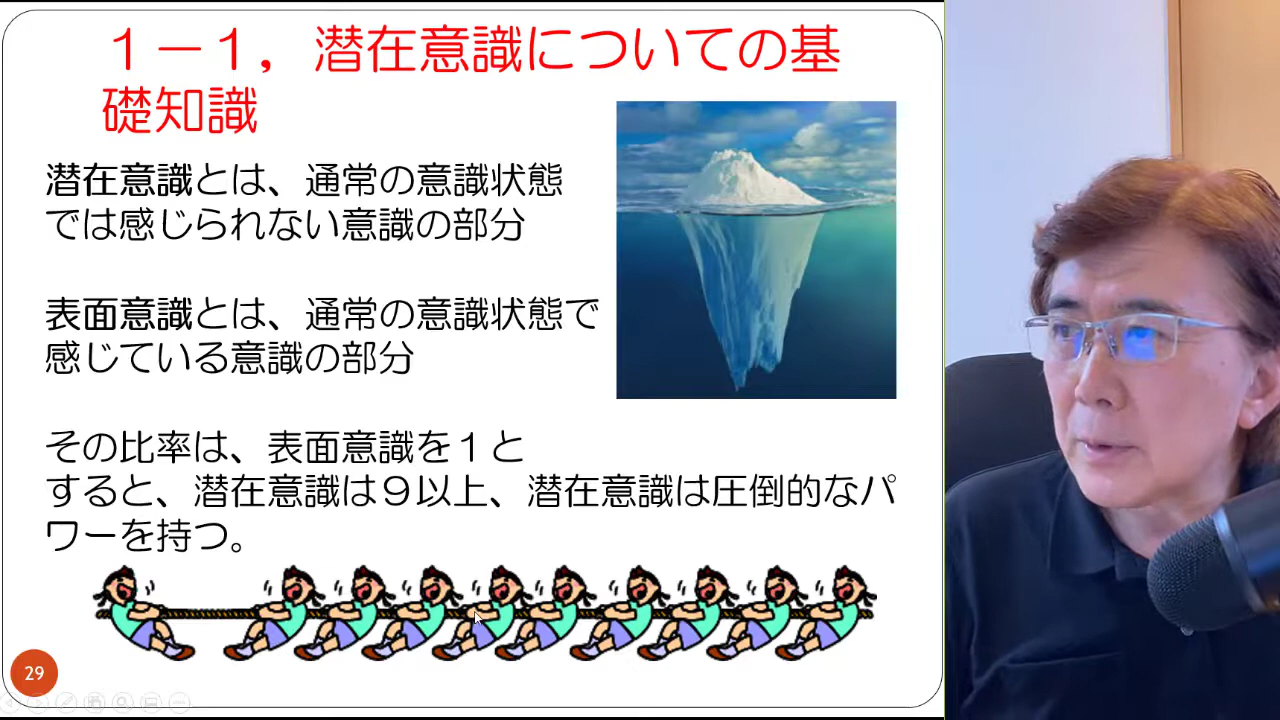 １－１，潜在意識についての基
礎知識
潜在意識とは、通常の意識状態
では感じられない意識の部分
表面意識とは、通常の意識状態で
感じている意識の部分
その比率は、表面意識を１と
すると、潜在意識は９以上、潜在意識は圧倒的なパ
ワーを持つ。
29